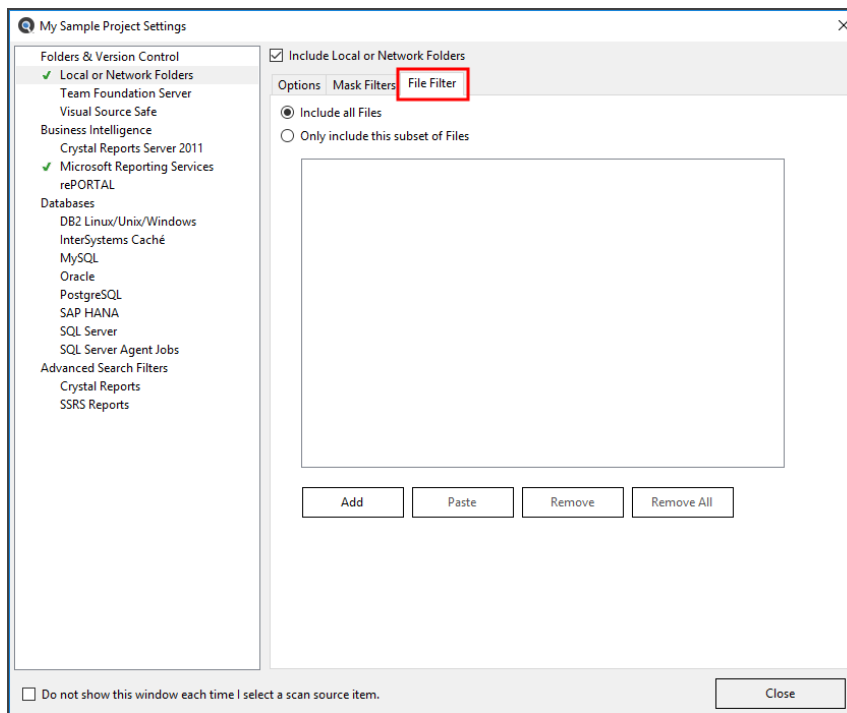 My Sample Project Settings
Folders & Version Control
Local or Network Folders
Team Foundation Server
Visual Source Safe
Business Intelligence
Crystal Reports Server 2011
Microsoft Reporting Services
rePORTAL
Databases
DB2 Linux/Unix/Windows
InterSystems Caché
MySQL
Oracle
PostgreSQL
SAP HANA
SQL Server
SQL Server Agent Jobs
Advanced Search Filters
Crystal Reports
SSRS Reports
Include Local or Network Folders
Options Mask Filters File Filter
Include all Files
Only include this subset of Files
Add Paste Remove Remove All
Do not show this window each time I select a scan source item.
Close